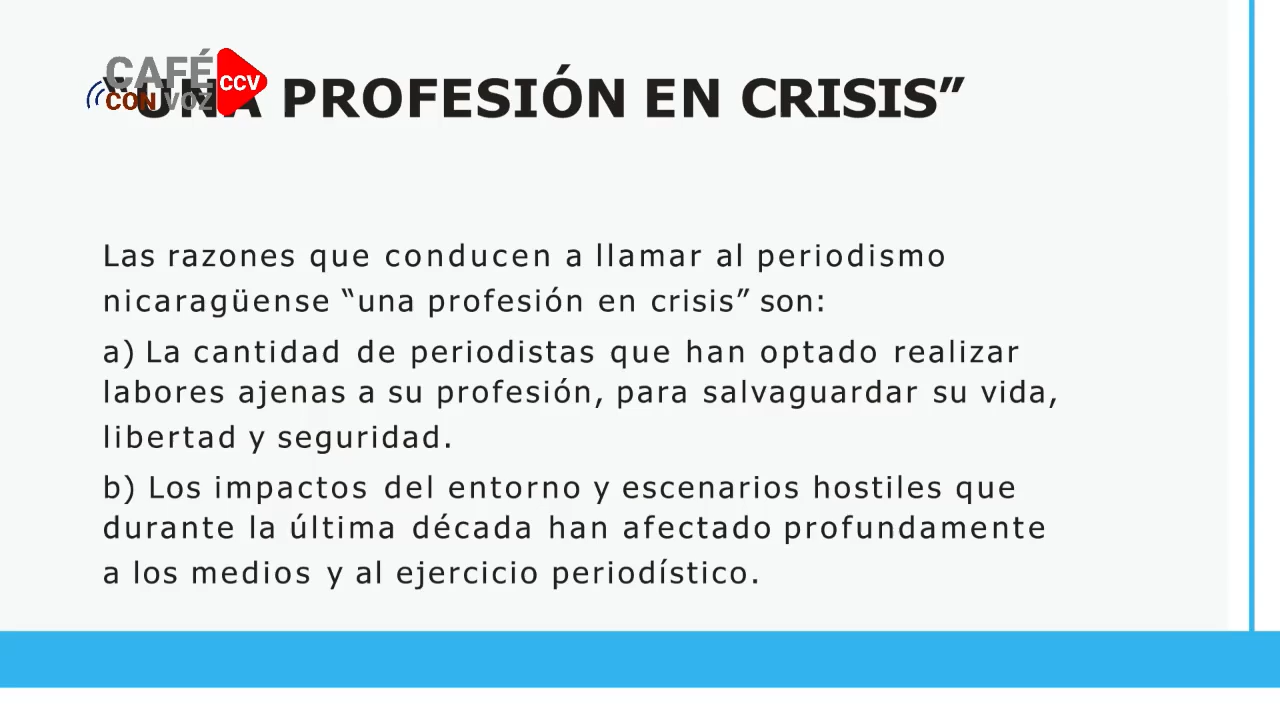 CAFÉ
CON VOZ
CCV
“UNA PROFESIÓN EN CRISIS”
Las razones que conducen a llamar al periodismo
nicaragüense “una profesión en crisis” son:
a) La cantidad de periodistas que han optado realizar
labores ajenas a su profesión, para salvaguardar su vida,
libertad y seguridad.
b) Los impactos del entorno y escenarios hostiles que
durante la última década han afectado profundamente
a los medios y al ejercicio periodístico.